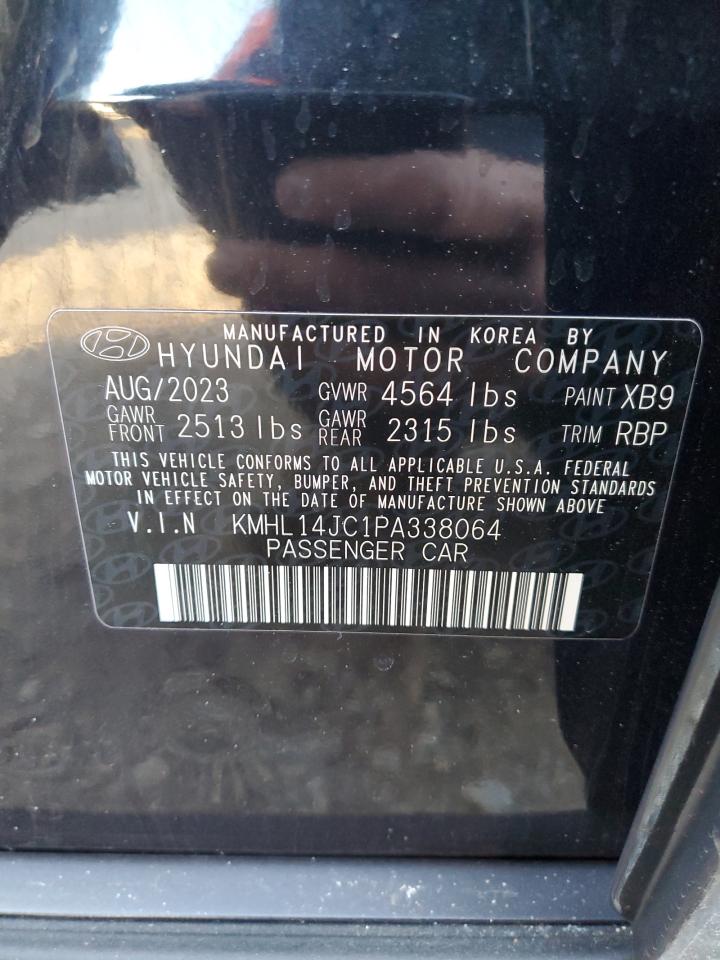 MANUFACTURED IN KOREA BY
HYUNDAI MOTOR COMPANY
AUG/2023 GVWR 4564 lbs PAINT XB9
GAWR FRONT 2513 lbs GAWR REAR 2315 lbs TRIM RBP
THIS VEHICLE CONFORMS TO ALL APPLICABLE U.S.A. FEDERAL
MOTOR VEHICLE SAFETY, BUMPER, AND THEFT PREVENTION STANDARDS
IN EFFECT ON THE DATE OF MANUFACTURE SHOWN ABOVE
V.I.N KMHL14JC1PA338064
PASSENGER CAR